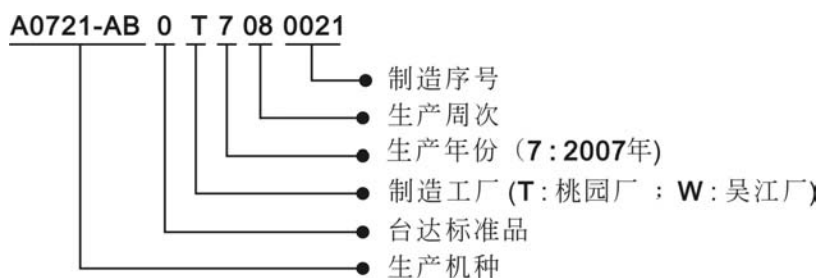 A0721-AB 0 T 7 08 0021
制造序号
生产周次
生产年份（7 : 2007年)
制造工厂 (T : 桃园厂 ； W : 吴江厂)
台达标准品
生产机种